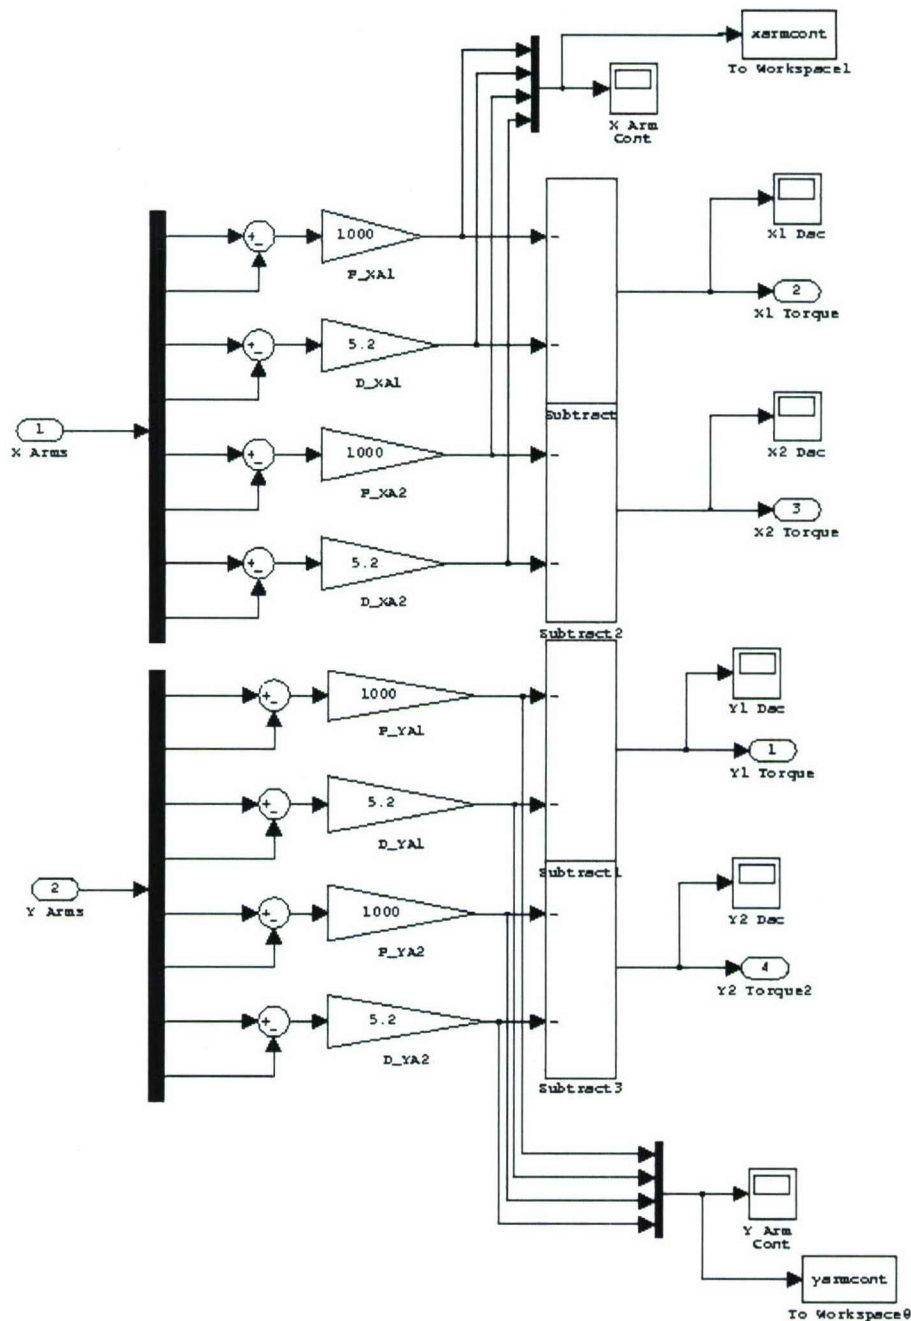 xarmcont
To Workspace1
X Arm
Cont
1000
P_XA1
X1 Dac
2
X1 Torque
5.2
D_XA1
Subtract
1
X Arms
1000
P_XA2
X2 Dac
3
X2 Torque
5.2
D_XA2
Subtract2
1000
P_YA1
Y1 Dac
1
Y1 Torque
5.2
D_YA1
Subtract1
2
Y Arms
1000
P_YA2
Y2 Dac
4
Y2 Torque2
5.2
D_YA2
Subtract3
Y Arm
Cont
yarmcont
To Workspace0